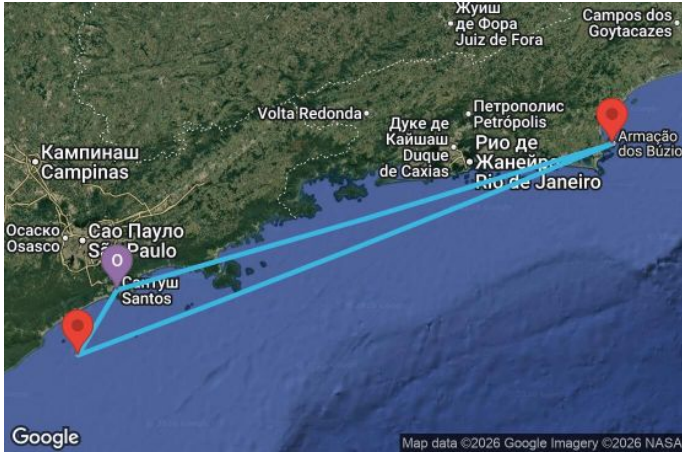 Жуиш
де Фора
Juiz de Fora
Campos dos
Goytacazes
Volta Redonda
Петрополис
Petrópolis
Дуке де
Кайшаш
Duque
de Caxias
Рио де
Жанейро
Rio de Janeiro
Armação
dos Búzio
Кампинаш
Campinas
Осаско
Osasco
Сао Пауло
São Paulo
O
Сантуш
Santos
Google
Map data ©2026 Google Imagery ©2026 NASA